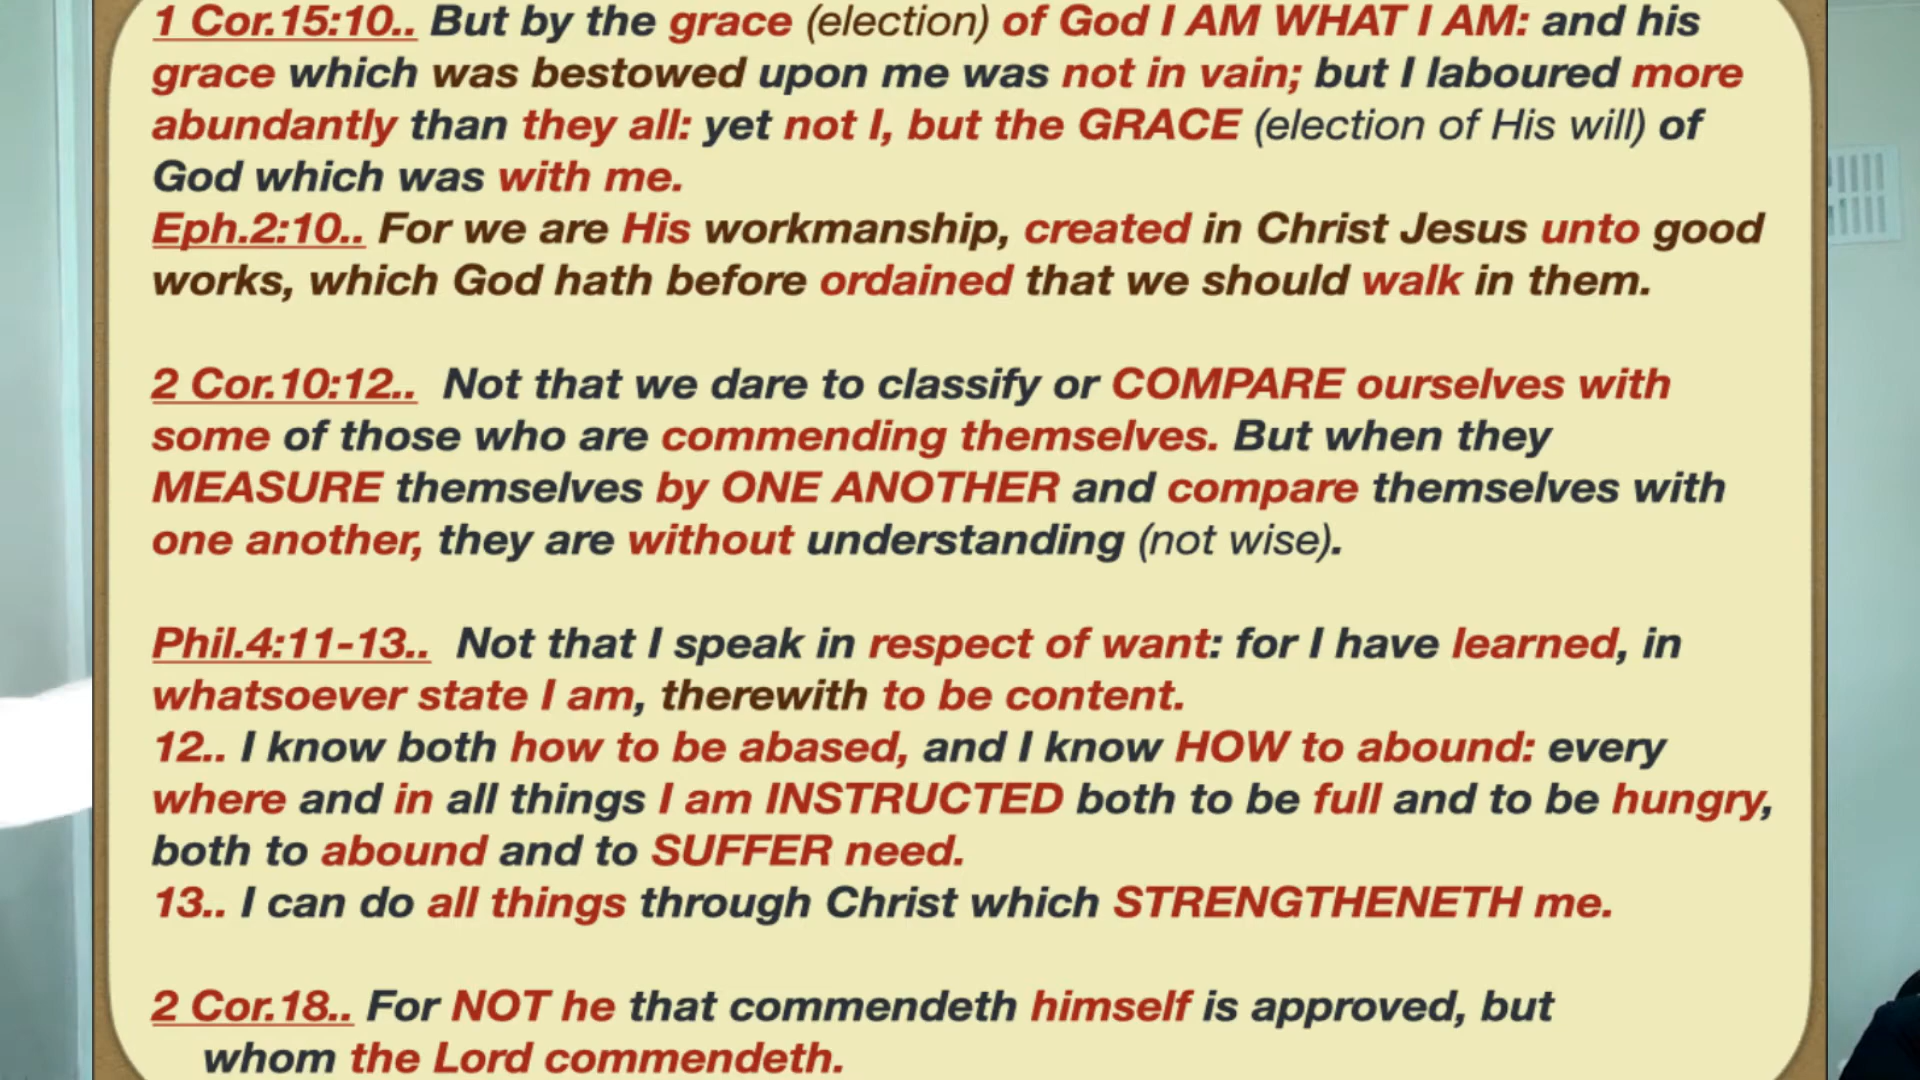 1 Cor.15:10.. But by the grace (election) of God I AM WHAT I AM: and his
grace which was bestowed upon me was not in vain; but I laboured more
abundantly than they all: yet not I, but the GRACE (election of His will) of
God which was with me.
Eph.2:10.. For we are His workmanship, created in Christ Jesus unto good
works, which God hath before ordained that we should walk in them.
2 Cor.10:12.. Not that we dare to classify or COMPARE ourselves with
some of those who are commending themselves. But when they
MEASURE themselves by ONE ANOTHER and compare themselves with
one another, they are without understanding (not wise).
Phil.4:11-13.. Not that I speak in respect of want: for I have learned, in
whatsoever state I am, therewith to be content.
12.. I know both how to be abased, and I know HOW to abound: every
where and in all things I am INSTRUCTED both to be full and to be hungry,
both to abound and to SUFFER need.
13.. I can do all things through Christ which STRENGTHENETH me.
2 Cor.18.. For NOT he that commendeth himself is approved, but
whom the Lord commendeth.